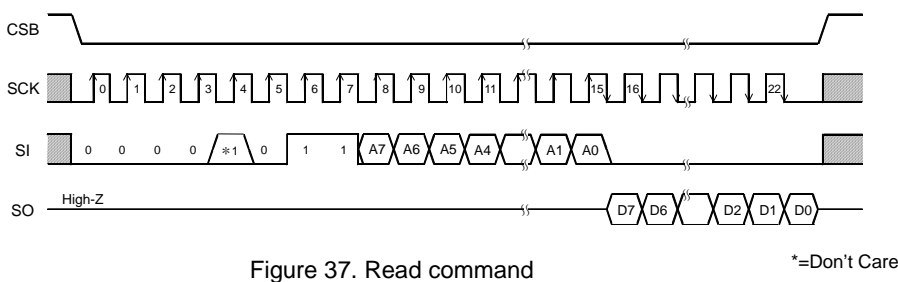 CSB
SCK 0 1 2 3 4 5 6 7 8 9 10 11 15 16 22
SI 0 0 0 0 *1 0 1 1 A7 A6 A5 A4 A1 A0
SO High-Z D7 D6 D2 D1 D0
*=Don't Care
Figure 37. Read command